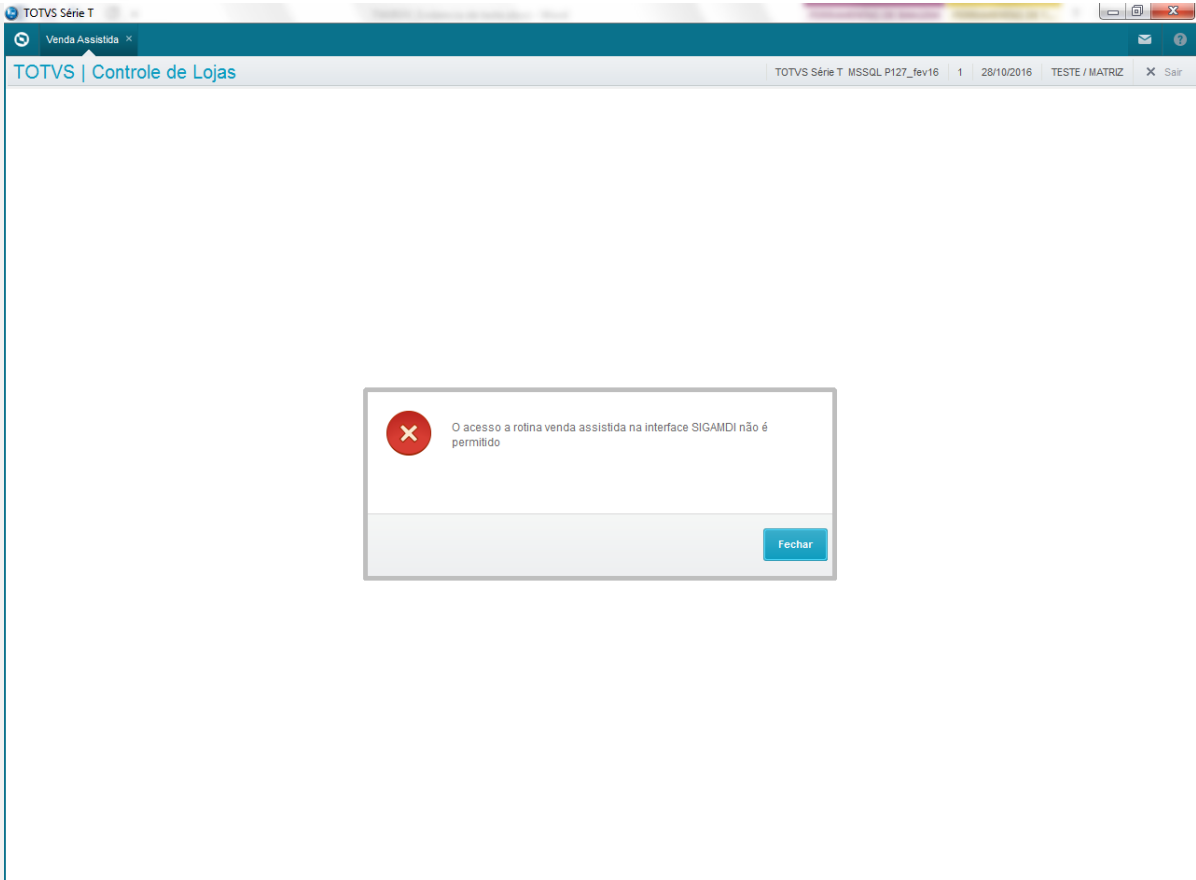 TOTVS Série T
Venda Assistida ×
TOTVS | Controle de Lojas
TOTVS Série T MSSQL P127_fev16 1 28/10/2016 TESTE / MATRIZ X Sair
O acesso a rotina venda assistida na interface SIGAMDI não é
permitido
Fechar